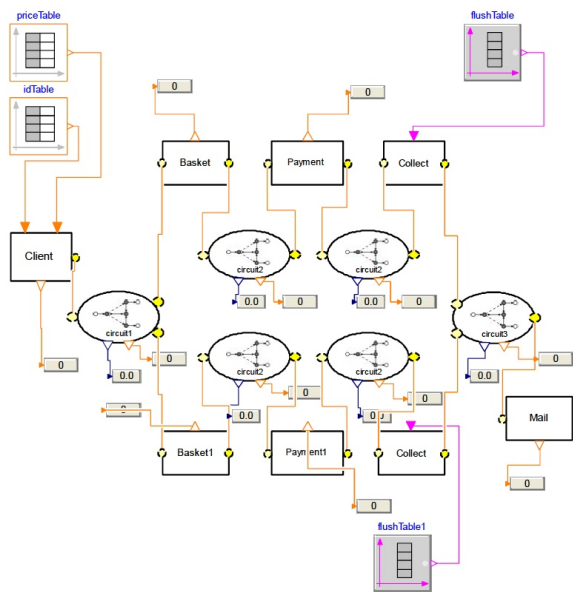 priceTable
flushTable
idTable
0
0
Basket
Payment
Collect
Client
circuit2
circuit2
0.0
0
0.0
0
circuit1
circuit3
0
0.0
0
0
0.0
circuit2
circuit2
0
0
0
0.0
0.0
Mail
Basket1
Payment1
Collect
0
0
flushTable1